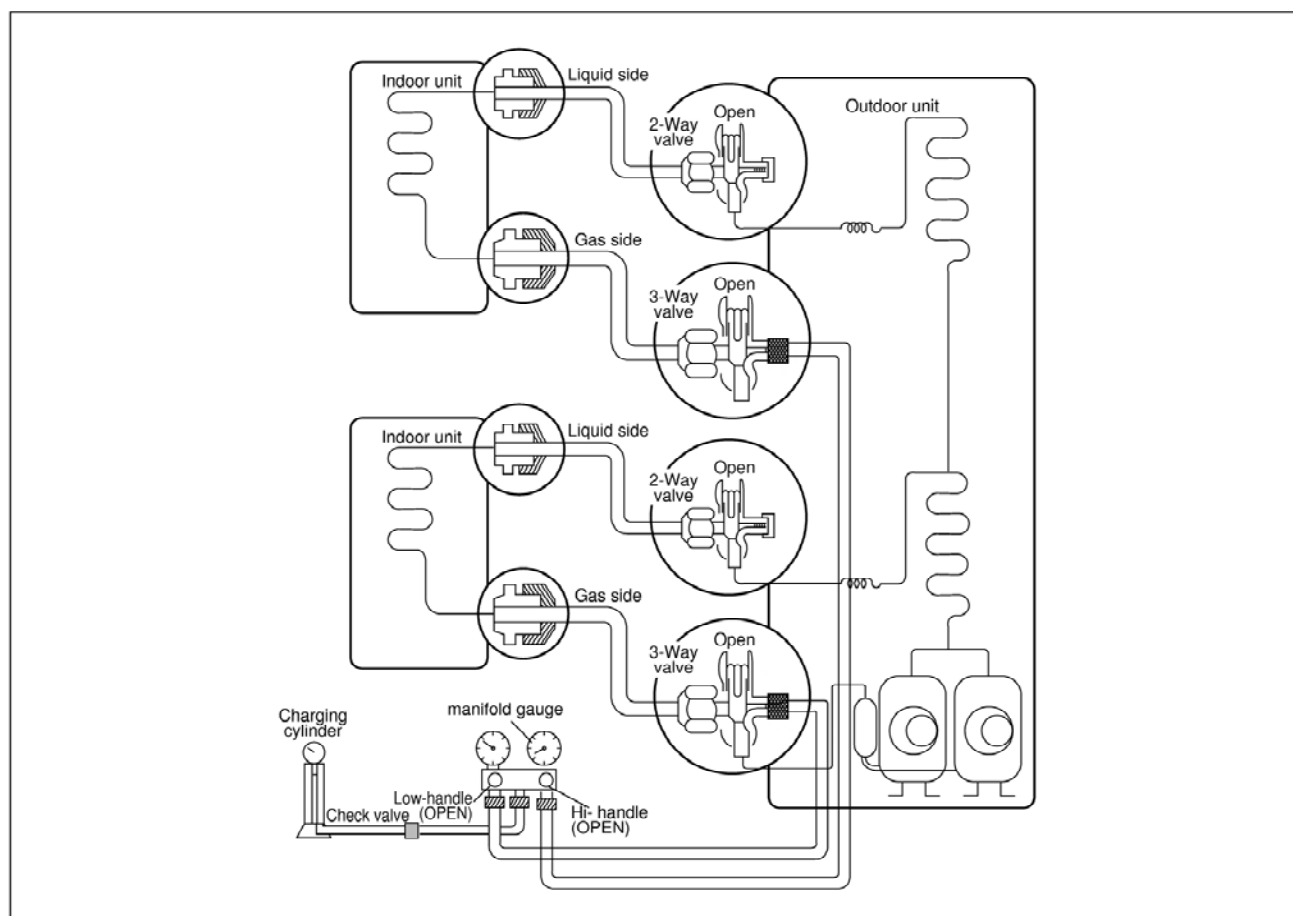 Indoor unit
Liquid side
2-Way
valve
Open
Outdoor unit
Gas side
3-Way
valve
Open
Indoor unit
Liquid side
2-Way
valve
Open
Gas side
3-Way
valve
Open
Charging
cylinder
manifold gauge
Low-handle
(OPEN)
Check valve
Hi- handle
(OPEN)